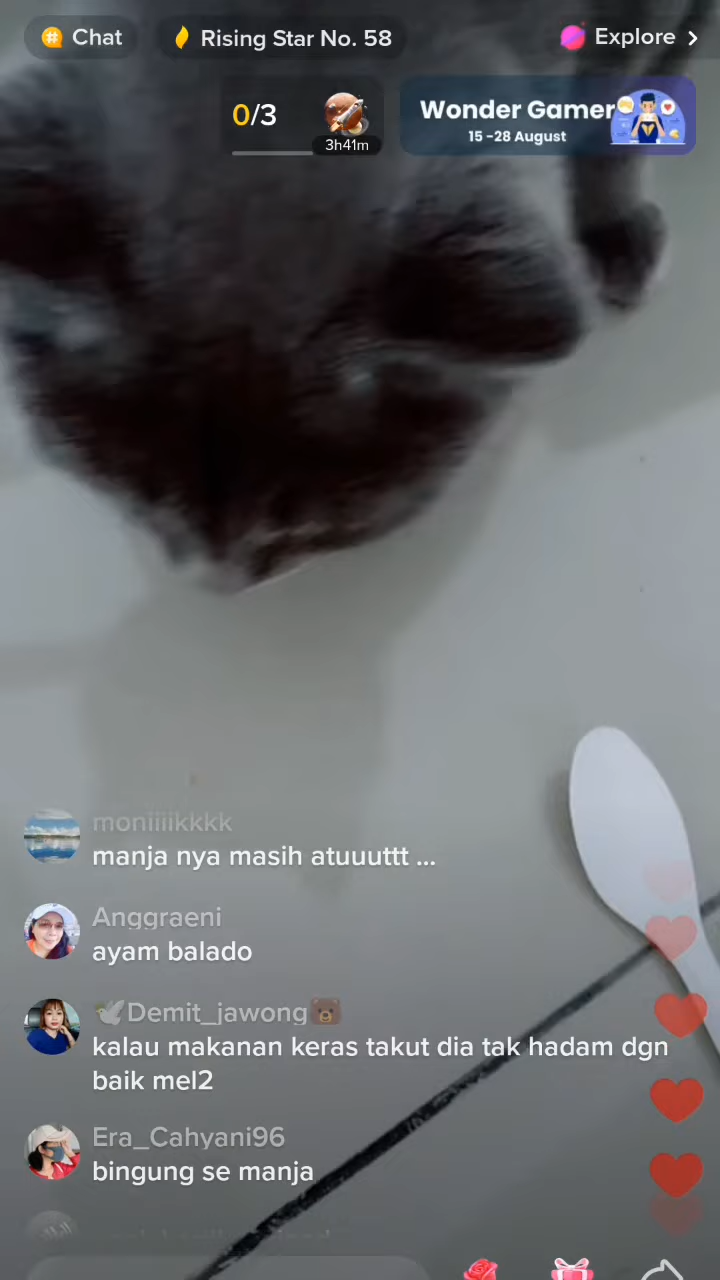 Chat
Rising Star No. 58
Explore
0/3
3h41m
Wonder Gamer
15 -28 August
moniiiikkkk
manja nya masih atuuuttt ...
Anggraeni
ayam balado
🕊Demit_jawong🐻
kalau makanan keras takut dia tak hadam dgn
baik mel2
Era_Cahyani96
bingung se manja